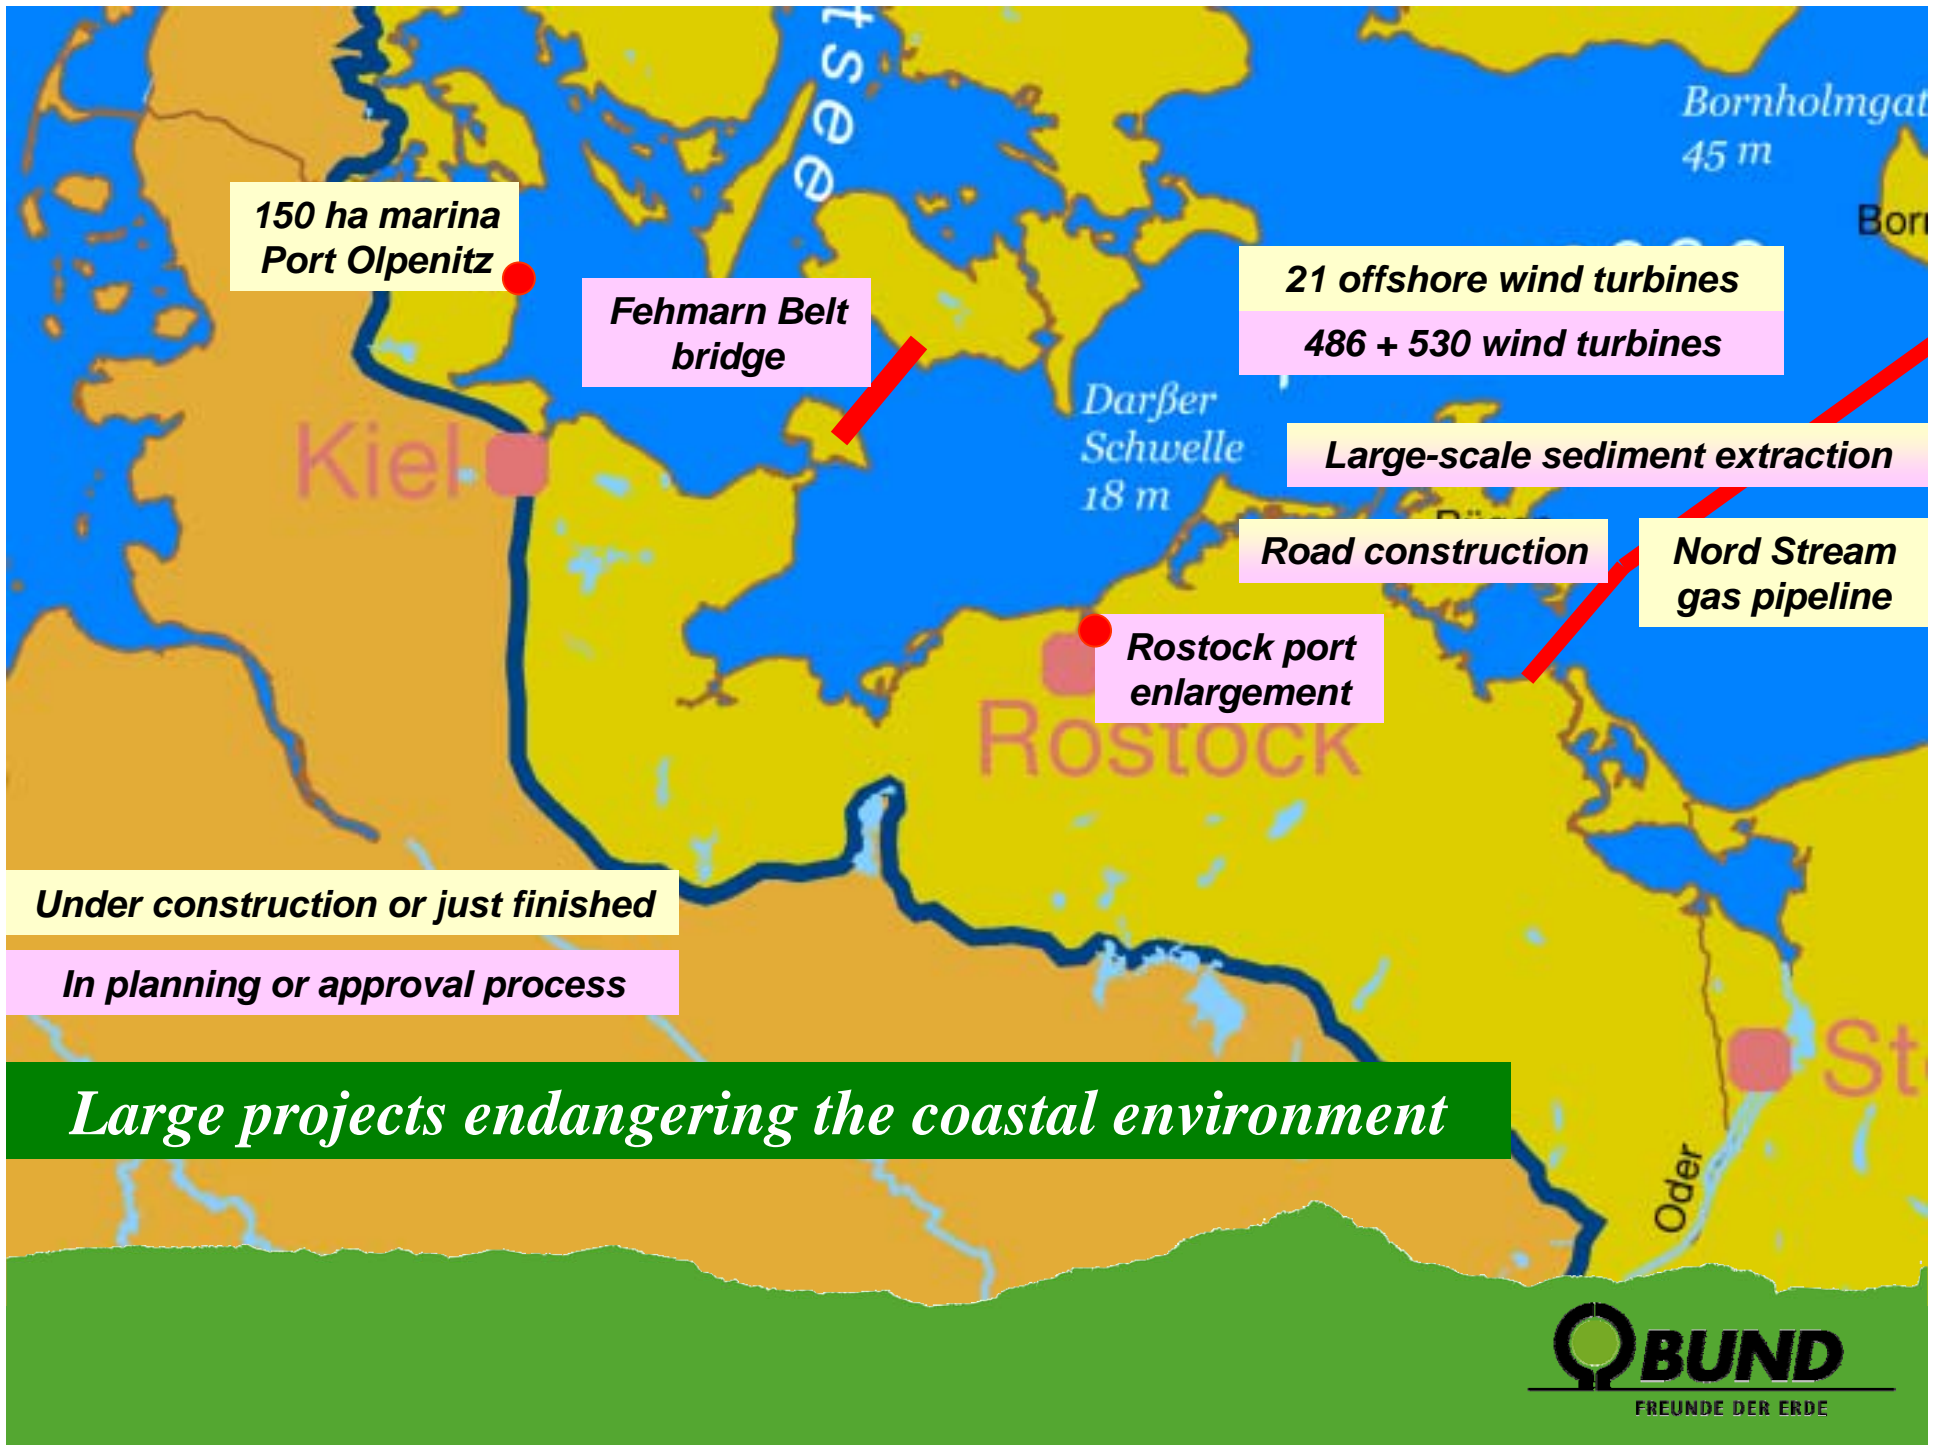 tsee
Bornholmgat
45 m
Born
150 ha marina
Port Olpenitz
Fehmarn Belt
bridge
21 offshore wind turbines
486 + 530 wind turbines
Darßer
Schwelle
18 m
Kiel
Large-scale sediment extraction
Road construction
Nord Stream
gas pipeline
Rostock port
enlargement
Rostock
Under construction or just finished
In planning or approval process
Ste
Large projects endangering the coastal environment
Oder
BUND
FREUNDE DER ERDE